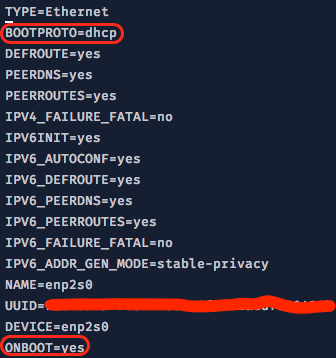 TYPE=Ethernet
BOOTPROTO=dhcp
DEFROUTE=yes
PEERDNS=yes
PEERROUTES=yes
IPV4_FAILURE_FATAL=no
IPV6INIT=yes
IPV6_AUTOCONF=yes
IPV6_DEFROUTE=yes
IPV6_PEERDNS=yes
IPV6_PEERROUTES=yes
IPV6_FAILURE_FATAL=no
IPV6_ADDR_GEN_MODE=stable-privacy
NAME=enp2s0
UUID=
DEVICE=enp2s0
ONBOOT=yes